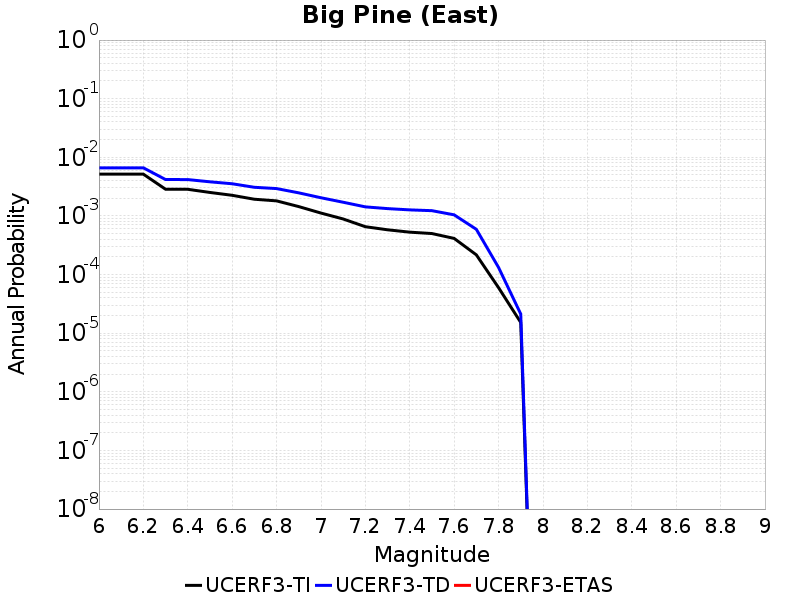 Big Pine (East)
10^0
10^-1
10^-2
10^-3
10^-4
10^-5
10^-6
10^-7
10^-8
Annual Probability
6 6.2 6.4 6.6 6.8 7 7.2 7.4 7.6 7.8 8 8.2 8.4 8.6 8.8 9
Magnitude
UCERF3-TI UCERF3-TD UCERF3-ETAS